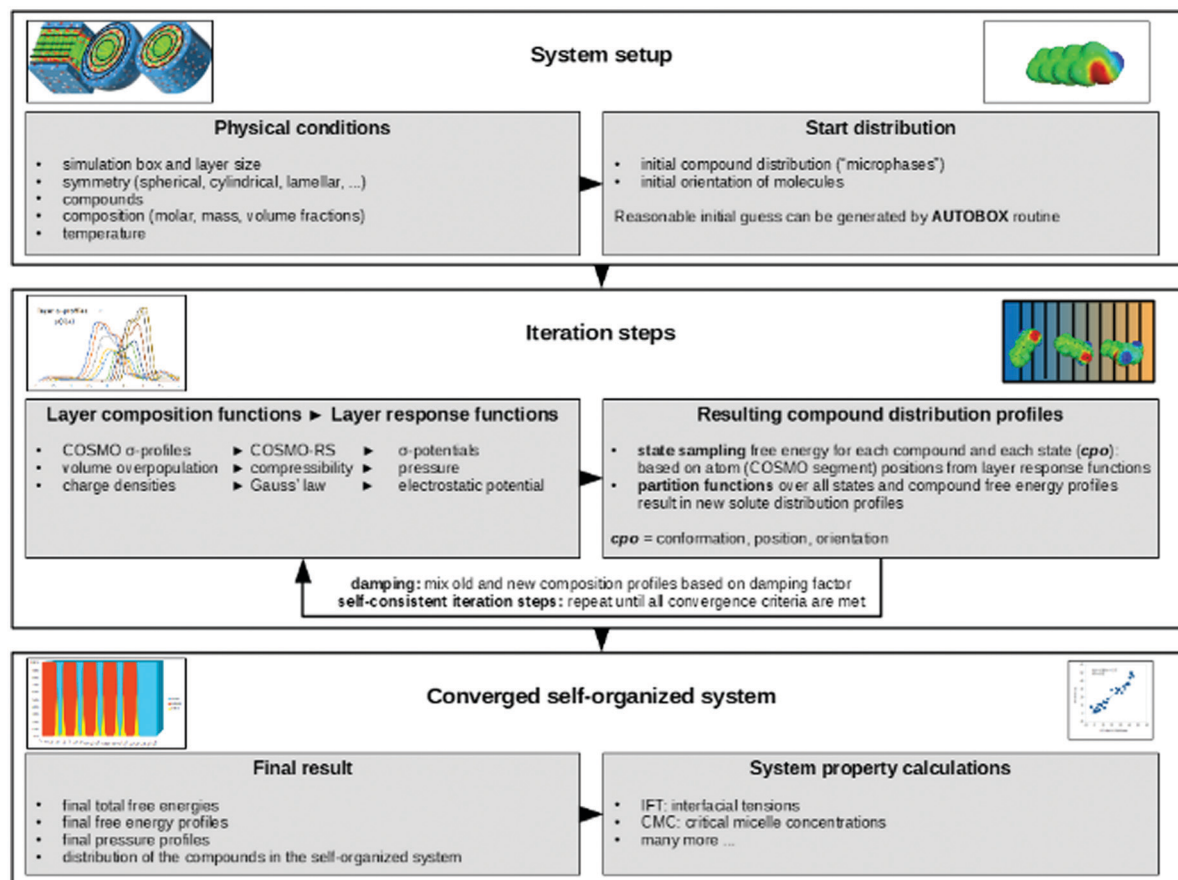 System setup
Physical conditions
• simulation box and layer size
• symmetry (spherical, cylindrical, lamellar, ...)
• compounds
• composition (molar, mass, volume fractions)
• temperature
Start distribution
• initial compound distribution ("microphases")
• initial orientation of molecules
Reasonable initial guess can be generated by AUTOBOX routine
layer σ-profiles
Iteration steps
Layer composition functions ► Layer response functions
• COSMO σ-profiles ► COSMO-RS ► σ-potentials
• volume overpopulation ► compressibility ► pressure
• charge densities ► Gauss' law ► electrostatic potential
Resulting compound distribution profiles
• state sampling free energy for each compound and each state (cpo):
based on atom (COSMO segment) positions from layer response functions
• partition functions over all states and compound free energy profiles
result in new solute distribution profiles
cpo = conformation, position, orientation
damping: mix old and new composition profiles based on damping factor
self-consistent iteration steps: repeat until all convergence criteria are met
Converged self-organized system
Final result
• final total free energies
• final free energy profiles
• final pressure profiles
• distribution of the compounds in the self-organized system
System property calculations
• IFT: interfacial tensions
• CMC: critical micelle concentrations
• many more ...